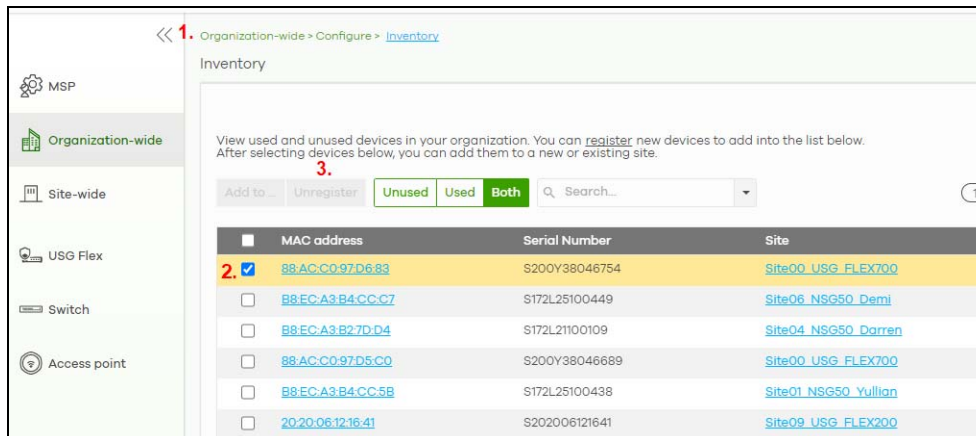 1. Organization-wide > Configure > Inventory
Inventory
MSP
Organization-wide
Site-wide
USG Flex
Switch
Access point
View used and unused devices in your organization. You can register new devices to add into the list below.
After selecting devices below, you can add them to a new or existing site.
3.
Add to ... Unregister Unused Used Both Search...
MAC address Serial Number Site
2. 88:AC:C0:97:D6:83 S200Y38046754 Site00_USG_FLEX700
B8:EC:A3:B4:CC:C7 S172L25100449 Site06_NSG50_Demi
B8:EC:A3:B2:7D:D4 S172L21100109 Site04_NSG50_Darren
88:AC:C0:97:D5:C0 S200Y38046689 Site00_USG_FLEX700
B8:EC:A3:B4:CC:5B S172L25100438 Site01_NSG50_Yullian
20:20:06:12:16:41 S202006121641 Site09_USG_FLEX200